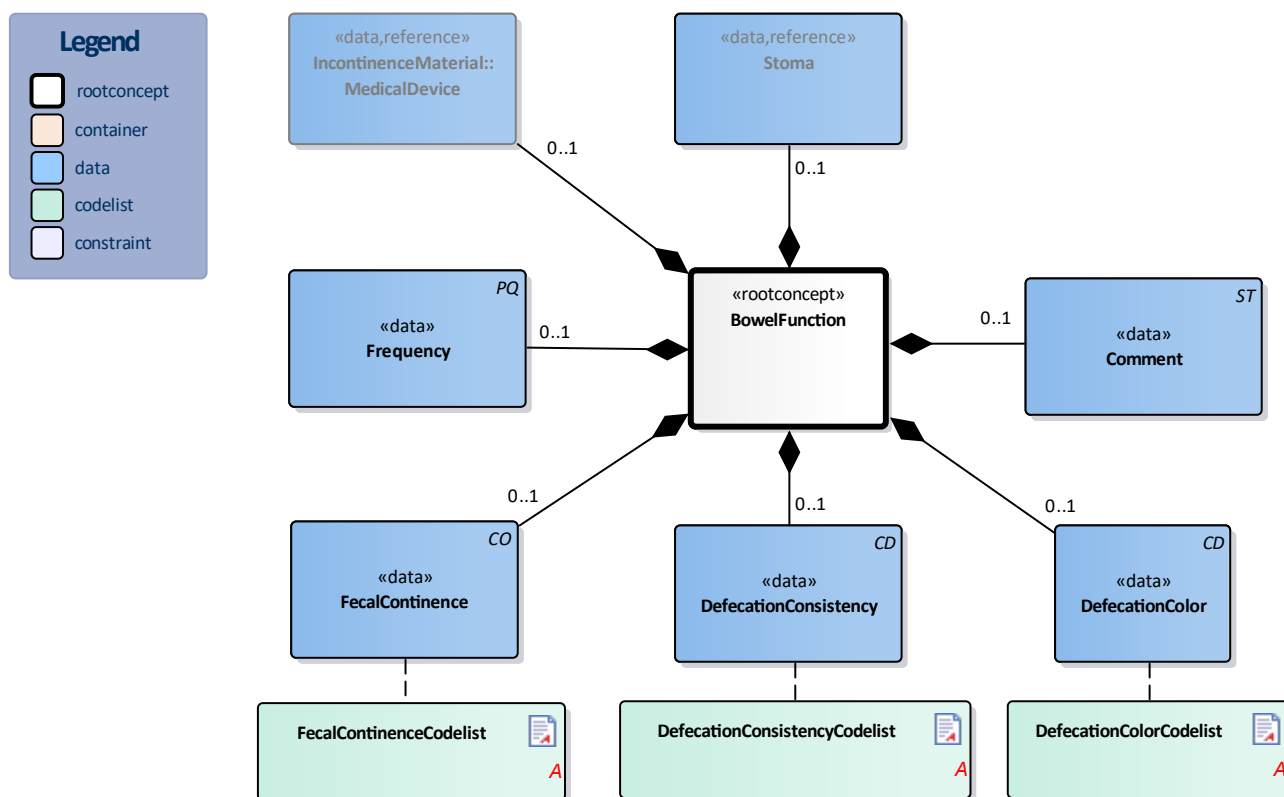 Legend
rootconcept
container
data
codelist
constraint
«data,reference»
IncontinenceMaterial::
MedicalDevice
«data,reference»
Stoma
0..1
0..1
PQ
«data»
Frequency
0..1
«rootconcept»
BowelFunction
0..1
ST
«data»
Comment
0..1
0..1
0..1
CO
«data»
FecalContinence
CD
«data»
DefecationConsistency
CD
«data»
DefecationColor
FecalContinenceCodelist
A
DefecationConsistencyCodelist
A
DefecationColorCodelist
A